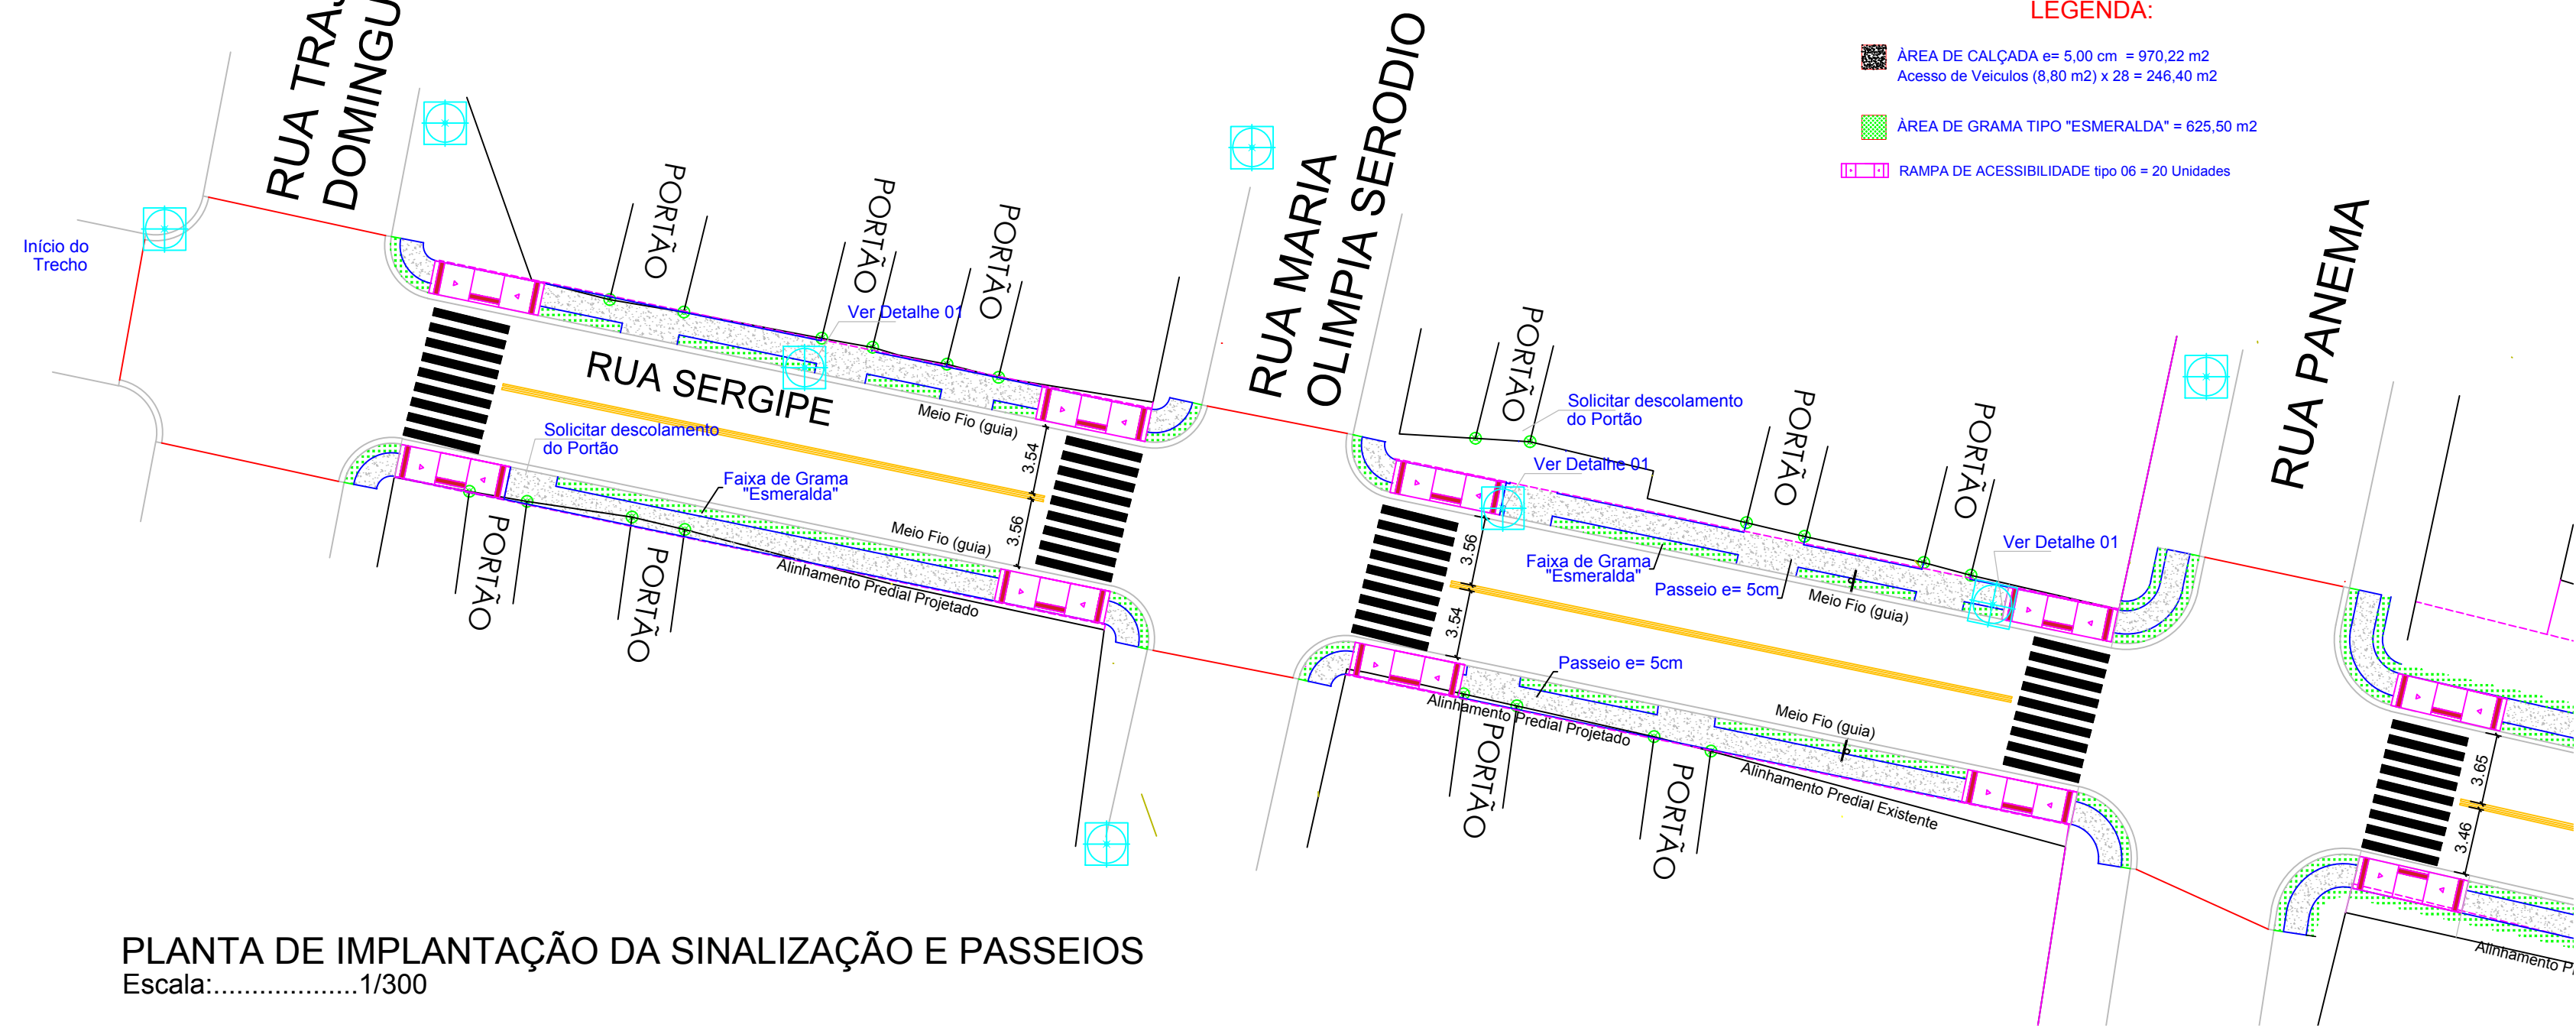 LEGENDA:
ÀREA DE CALÇADA e= 5,00 cm = 970,22 m2
Acesso de Veiculos (8,80 m2) x 28 = 246,40 m2
ÀREA DE GRAMA TIPO "ESMERALDA" = 625,50 m2
RAMPA DE ACESSIBILIDADE tipo 06 = 20 Unidades
RUA
RUA MARIA
OLIMPIA SERODIO
RUA PANEMA
Início do
Trecho
PORTÃO
PORTÃO
PORTÃO
Ver Detalhe 01
RUA SERGIPE
Meio Fio (guia)
3.54
3.56
Solicitar descolamento
do Portão
Faixa de Grama
"Esmeralda"
Meio Fio (guia)
Alinhamento Predial Projetado
PORTÃO
PORTÃO
PORTÃO
Solicitar descolamento
do Portão
PORTÃO
PORTÃO
Ver Detalhe 01
Ver Detalhe 01
3.56
3.54
Faixa de Grama
"Esmeralda"
Passeio e= 5cm
Meio Fio (guia)
Passeio e= 5cm
Alinhamento Predial Projetado
Meio Fio (guia)
PORTÃO
PORTÃO
Alinhamento Predial Existente
3.65
3.46
Alinhamento
PLANTA DE IMPLANTAÇÃO DA SINALIZAÇÃO E PASSEIOS
Escala:...................1/300